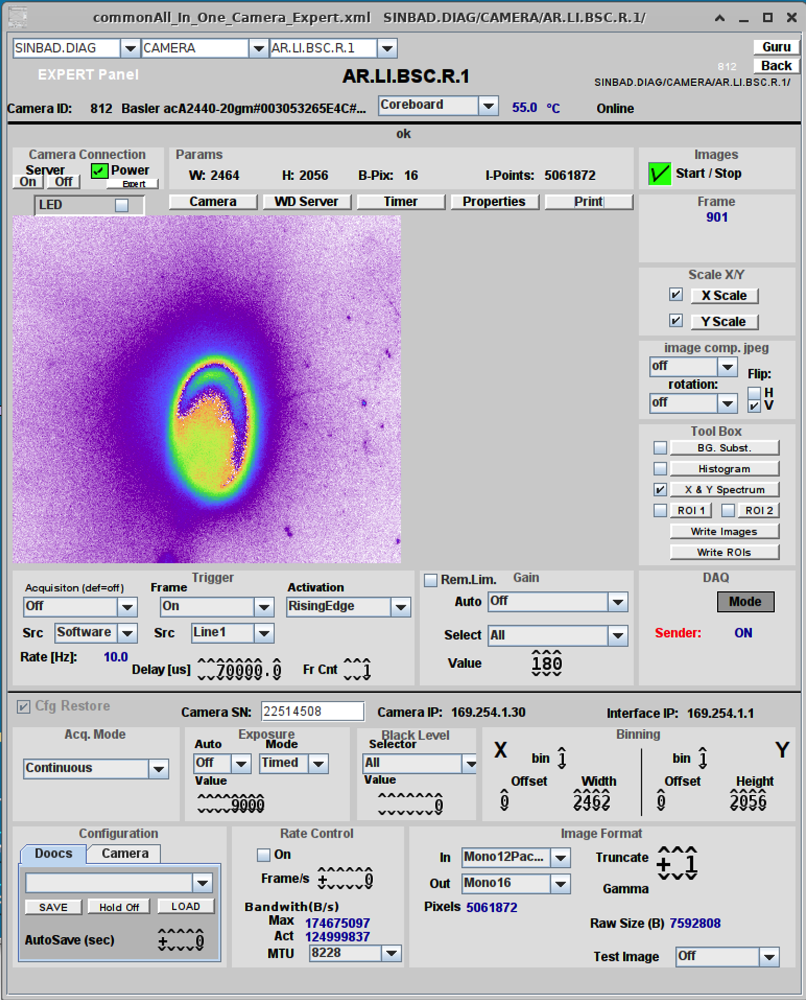 commonAll_In_One_Camera_Expert.xml SINBAD.DIAG/CAMERA/AR.LI.BSC.R.1/
SINBAD.DIAG CAMERA AR.LI.BSC.R.1 Guru
EXPERT Panel AR.LI.BSC.R.1 812 Back
SINBAD.DIAG/CAMERA/AR.LI.BSC.R.1/
Camera ID: 812 Basler acA2440-20gm#003053265E4C#... Coreboard 55.0 °C Online
ok
Camera Connection Params Images
Server Power W: 2464 H: 2056 B-Pix: 16 I-Points: 5061872 Start / Stop
On Off Expert
LED Camera WD Server Timer Properties Print Frame
901
Scale X/Y
X Scale
Y Scale
image comp. jpeg
off Flip:
rotation:
off H
V
Tool Box
BG. Subst.
Histogram
X & Y Spectrum
ROI 1 ROI 2
Write Images
Write ROIs
Trigger Rem.Lim. Gain DAQ
Acquisiton (def=off) Frame Activation
Off On RisingEdge Auto Off Mode
Src Software Src Line1 Select All Sender: ON
Rate [Hz]: 10.0 Delay [us] 70000.0 Fr Cnt 1 Value 180
Cfg Restore Camera SN: 22514508 Camera IP: 169.254.1.30 Interface IP: 169.254.1.1
Acq. Mode Exposure Black Level Binning
Auto Mode Selector X bin 1 bin 1 Y
Continuous Off Timed All
Value Value Offset Width Offset Height
9000 0 0 2462 0 2056
Configuration Rate Control Image Format
Doocs Camera On In Mono12Pac... Truncate + 1
Frame/s + 0 Out Mono16 Gamma
SAVE Hold Off LOAD Bandwith(B/s) Pixels 5061872
Max 174675097 Raw Size (B) 7592808
AutoSave (sec) + 0 Act 124999837
MTU 8228 Test Image Off